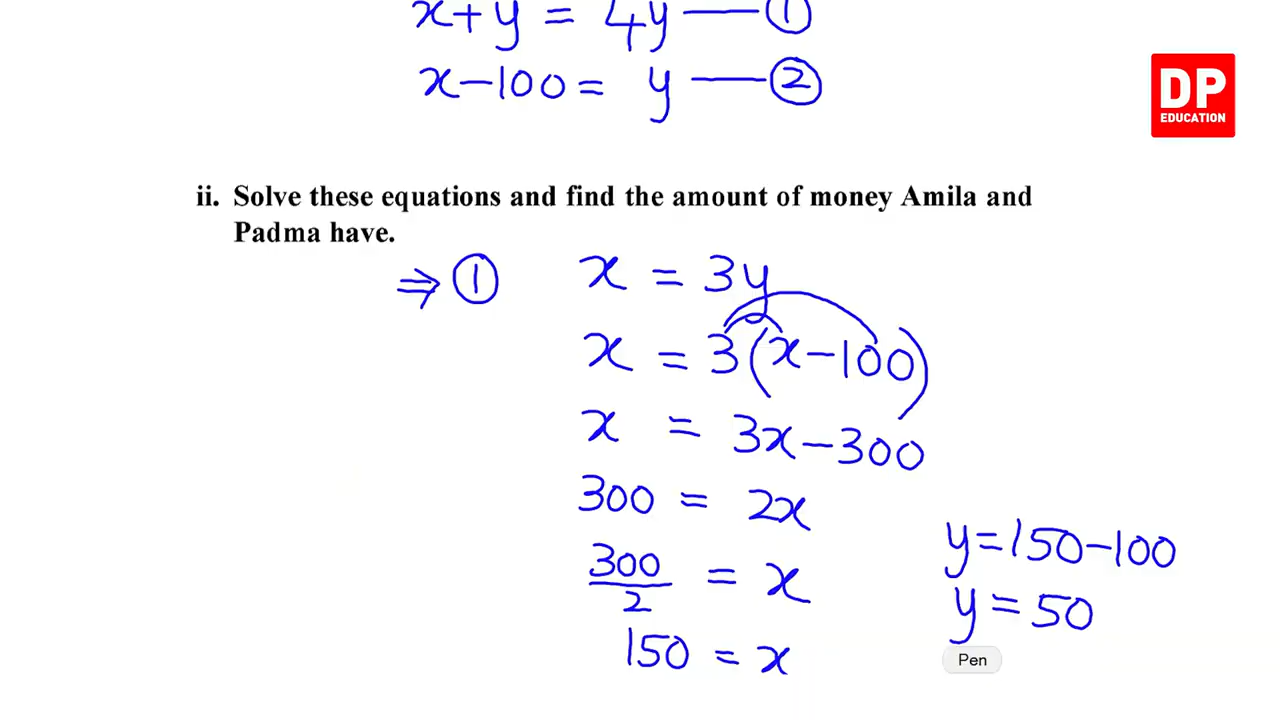 x+y = 4y — ①
x-100 = y — ②
DP
EDUCATION
ii. Solve these equations and find the amount of money Amila and
Padma have.
⇒ ① x = 3y
x = 3(x-100)
x = 3x-300
300 = 2x
300/2 = x
150 = x
y=150-100
y = 50
Pen